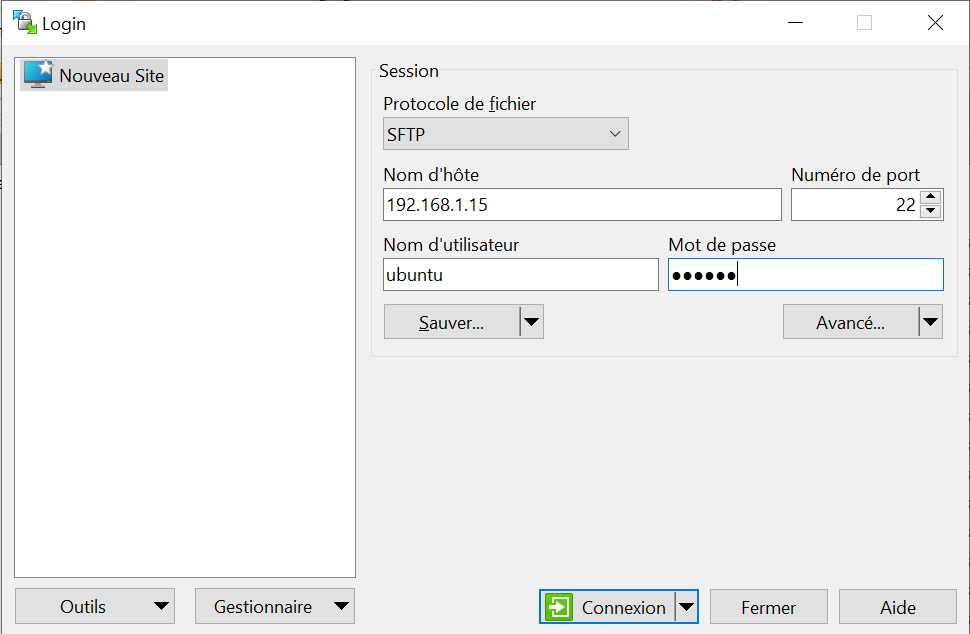 Login
Nouveau Site
Session
Protocole de fichier
SFTP
Nom d'hôte
Numéro de port
192.168.1.15
22
Nom d'utilisateur
Mot de passe
ubuntu
●●●●●●
Sauver...
Avancé...
Outils
Gestionnaire
Connexion
Fermer
Aide